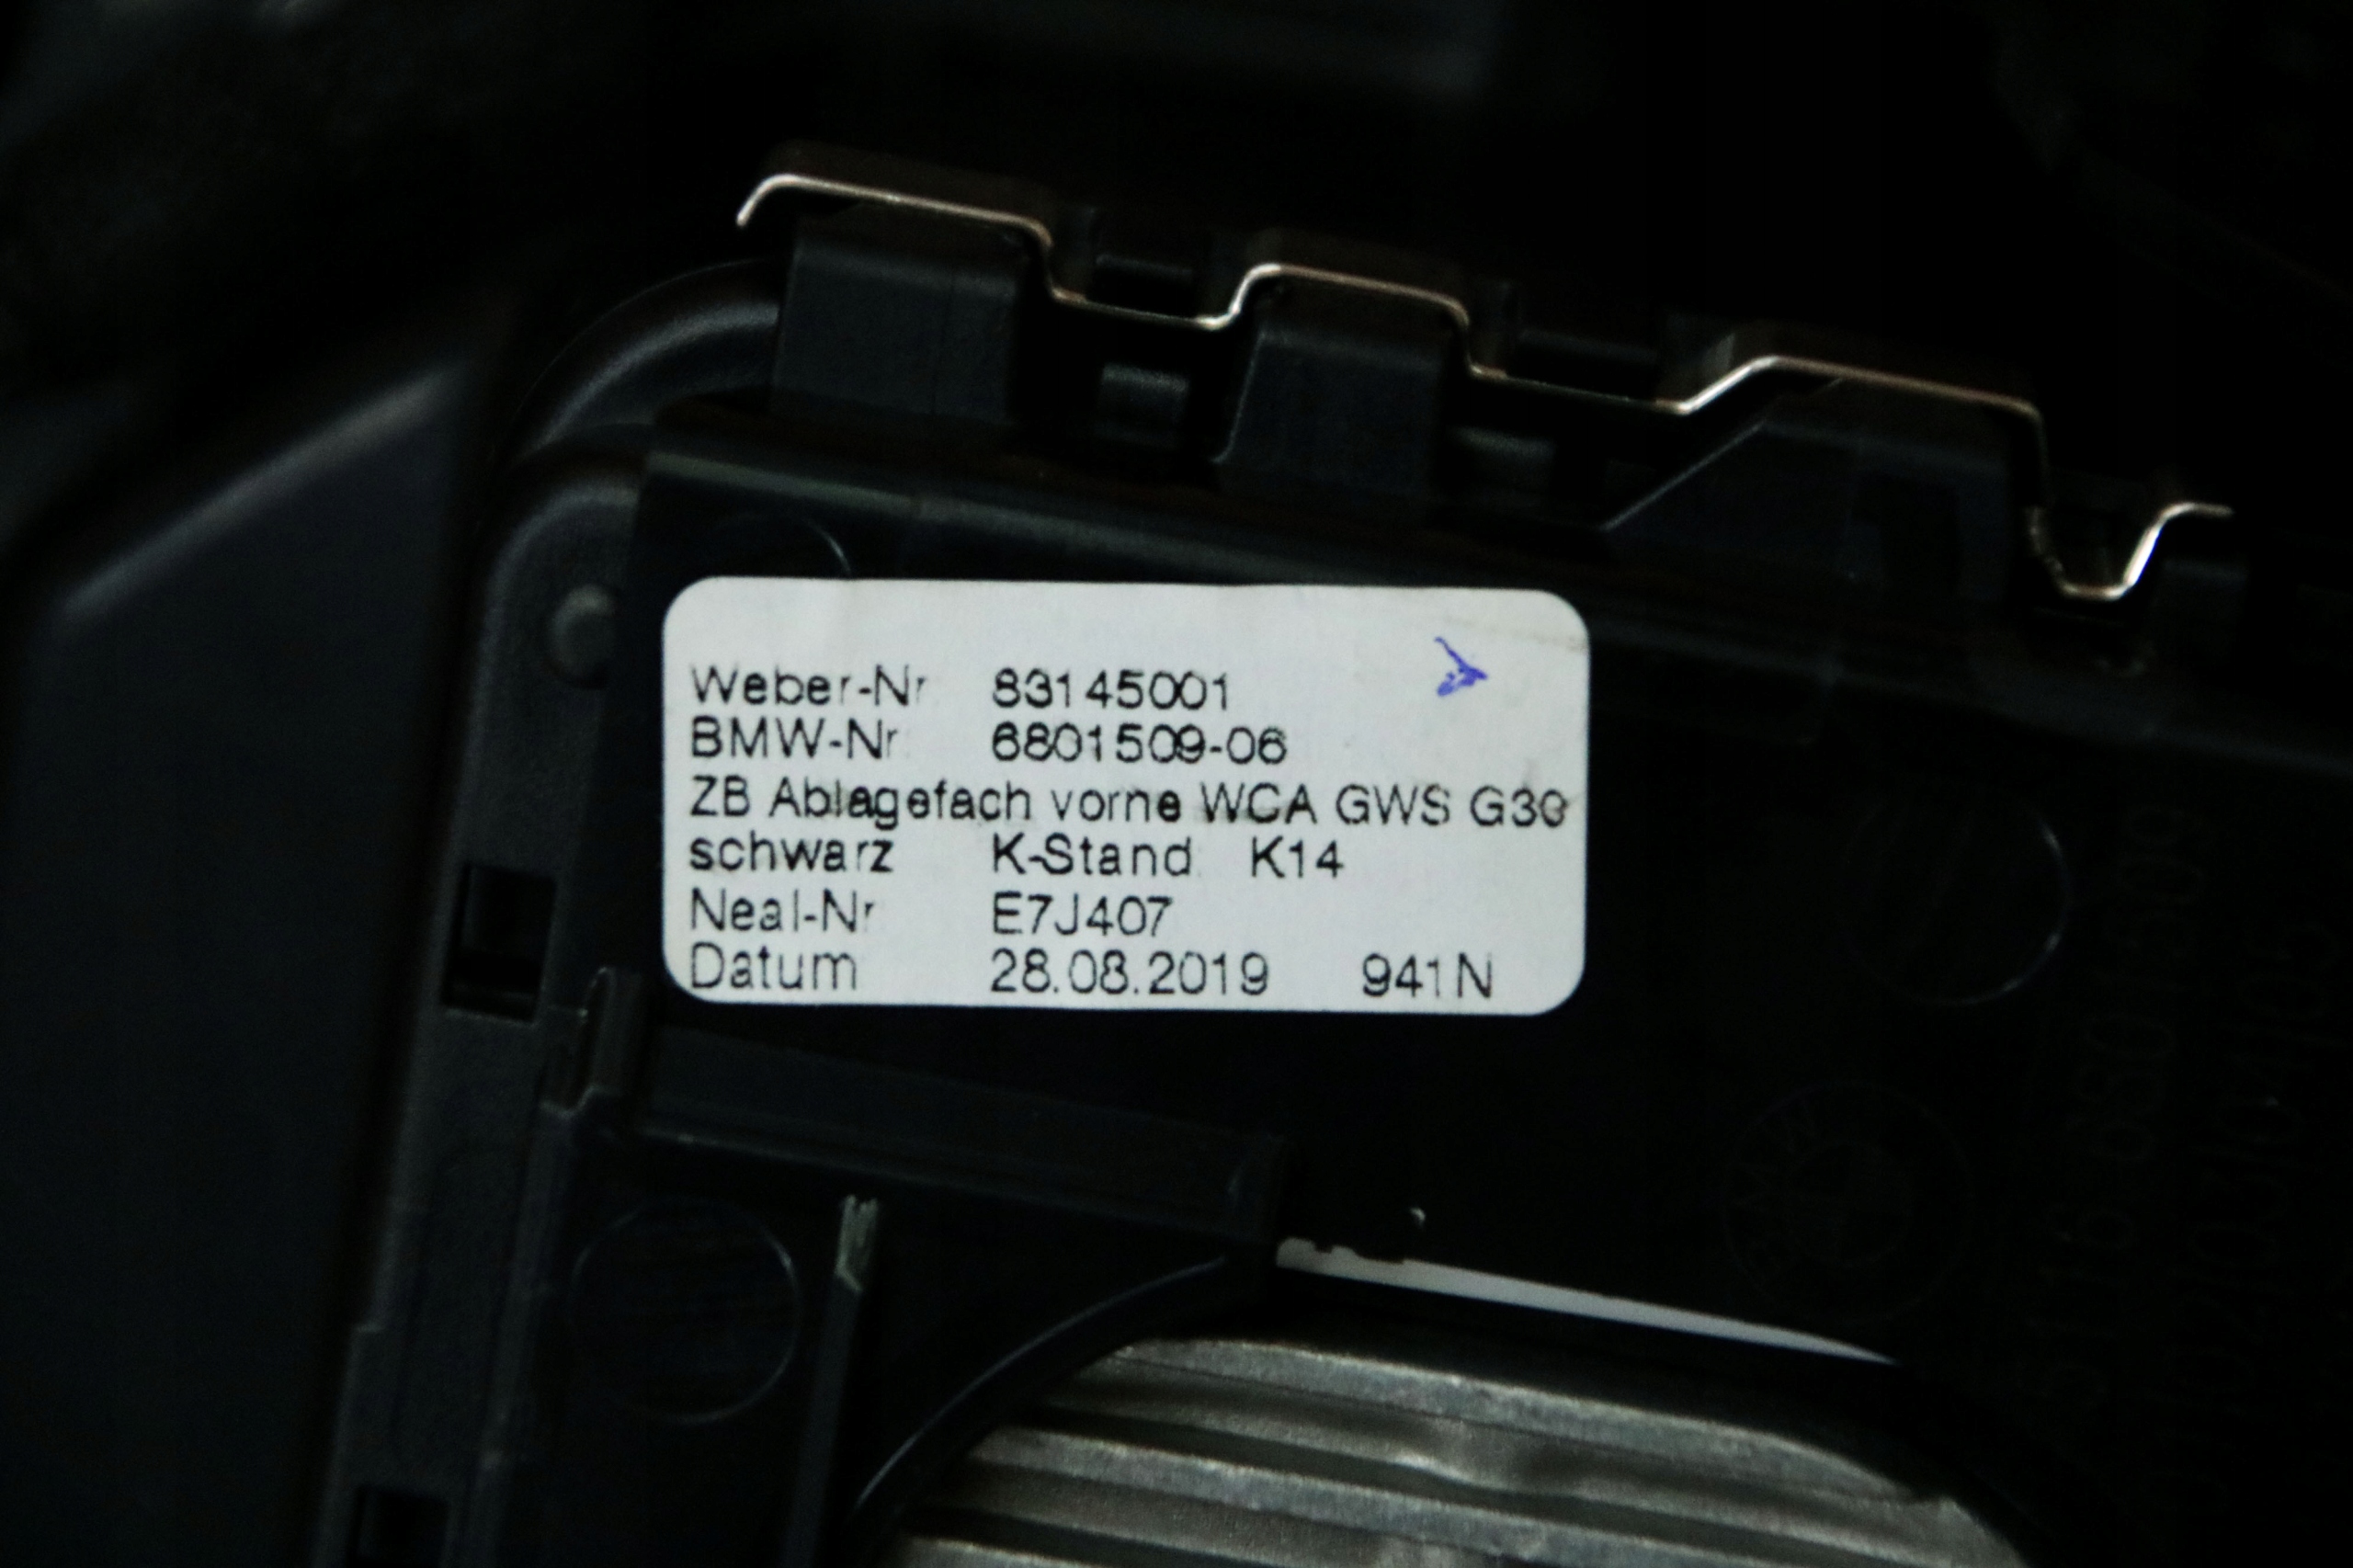 Weber-Nr 83145001
BMW-Nr 6801509-06
ZB Ablagefach vorne WCA GWS G30
schwarz K-Stand K14
Neal-Nr E7J407
Datum 28.08.2019 941N
BMW